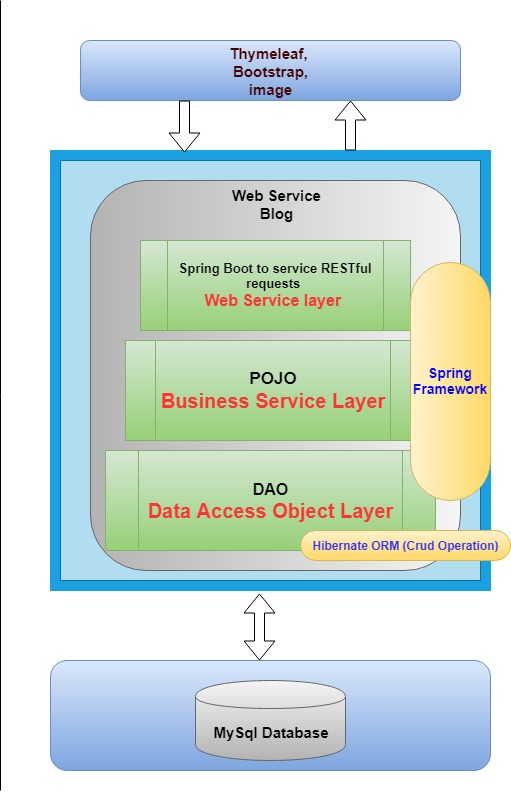 Thymeleaf,
Bootstrap,
image
Web Service
Blog
Spring Boot to service RESTful
requests
Web Service layer
POJO
Business Service Layer
Spring
Framework
DAO
Data Access Object Layer
Hibernate ORM (Crud Operation)
MySql Database